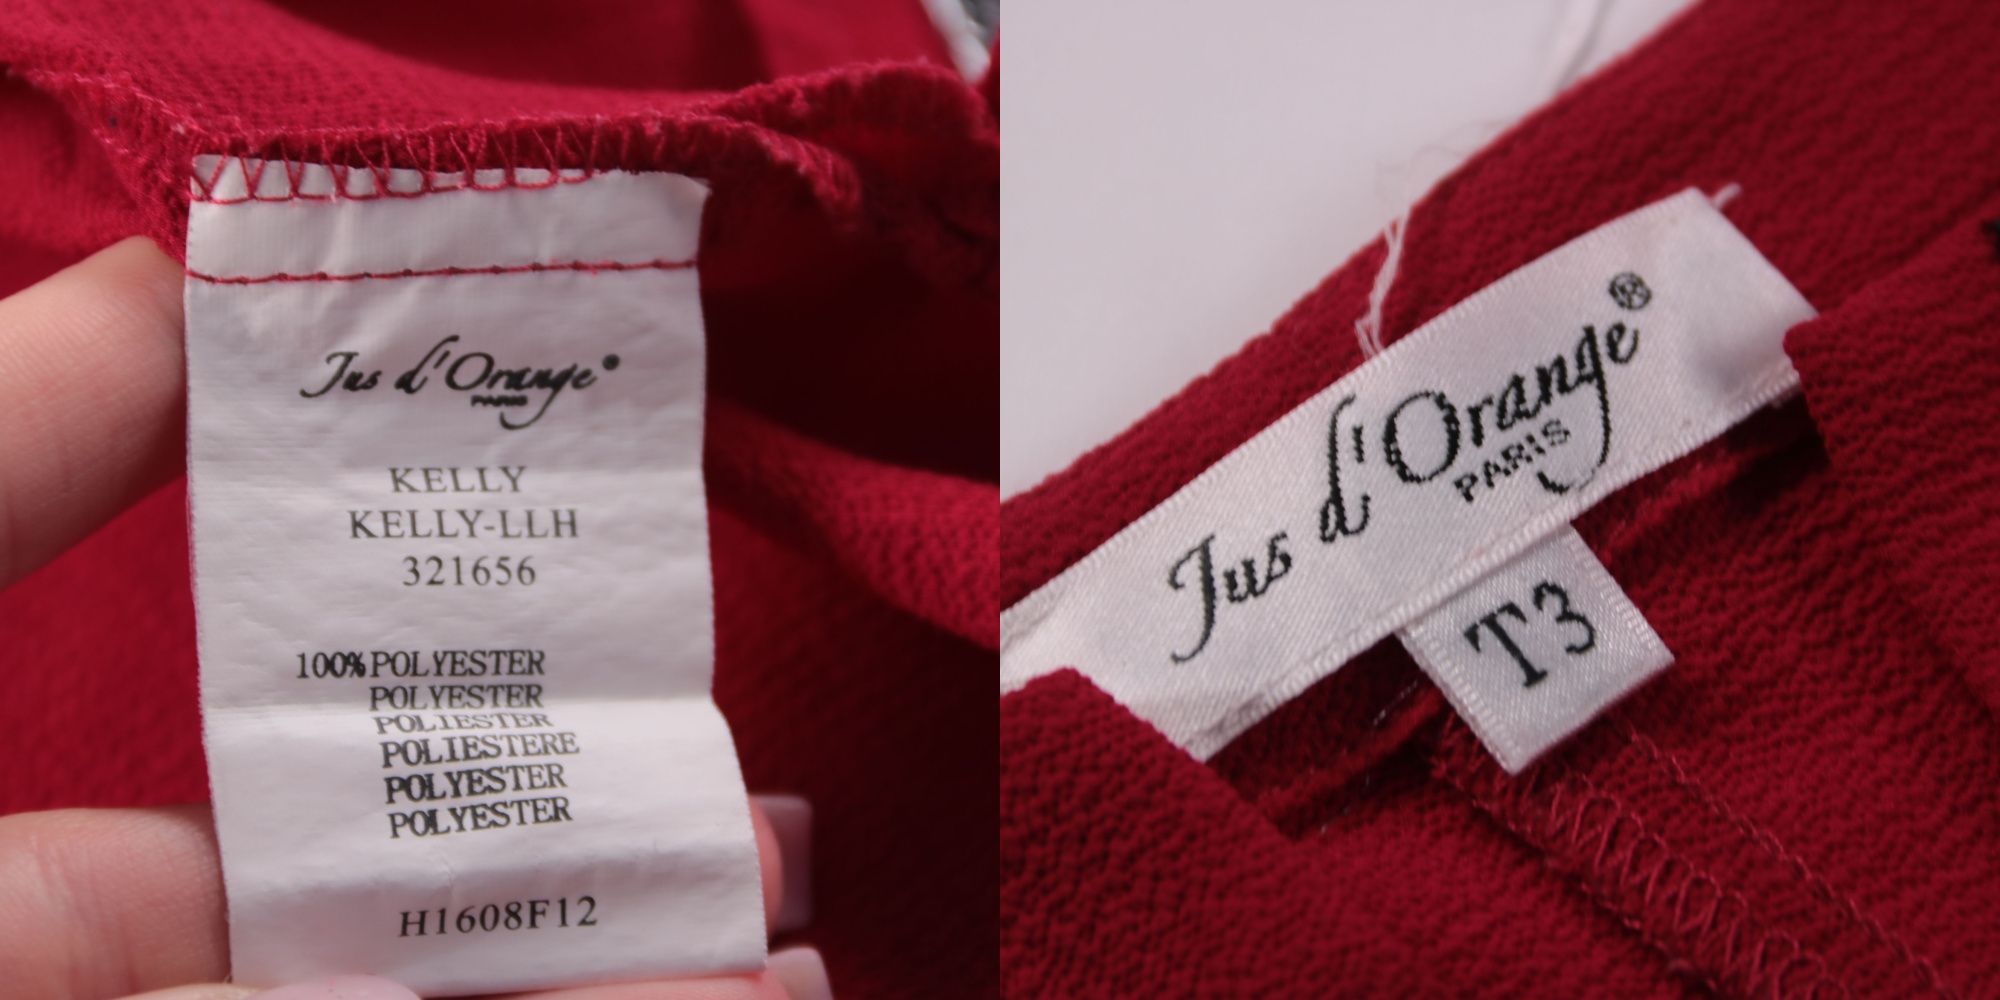 Jus d'Orange®
PARIS
KELLY
KELLY-LLH
321656
100% POLYESTER
POLYESTER
POLIESTER
POLIESTERE
POLYESTER
POLYESTER
H1608F12
Jus d'Orange®
PARIS
T3